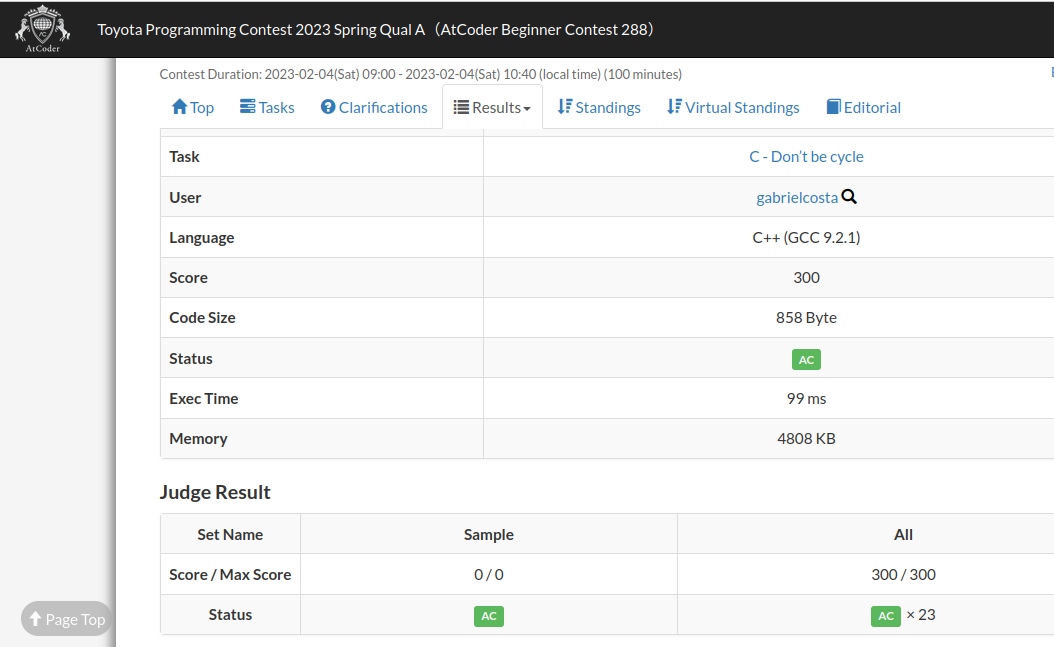 AtCoder
Toyota Programming Contest 2023 Spring Qual A（AtCoder Beginner Contest 288）
Contest Duration: 2023-02-04(Sat) 09:00 - 2023-02-04(Sat) 10:40 (local time) (100 minutes)
Top Tasks Clarifications Results Standings Virtual Standings Editorial
Task C - Don't be cycle
User gabrielcosta
Language C++ (GCC 9.2.1)
Score 300
Code Size 858 Byte
Status AC
Exec Time 99 ms
Memory 4808 KB
Judge Result
Set Name Sample All
Score / Max Score 0 / 0 300 / 300
Status AC AC × 23
Page Top